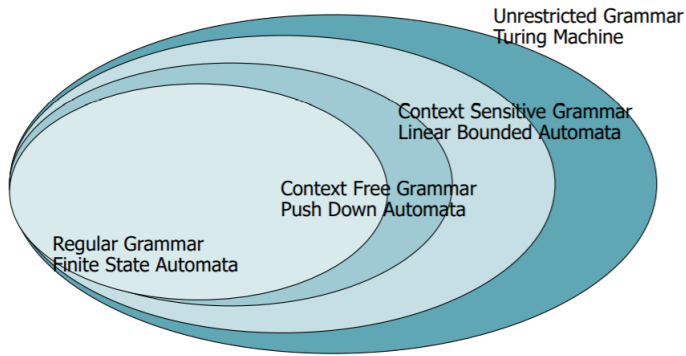 Unrestricted Grammar
Turing Machine
Context Sensitive Grammar
Linear Bounded Automata
Context Free Grammar
Push Down Automata
Regular Grammar
Finite State Automata